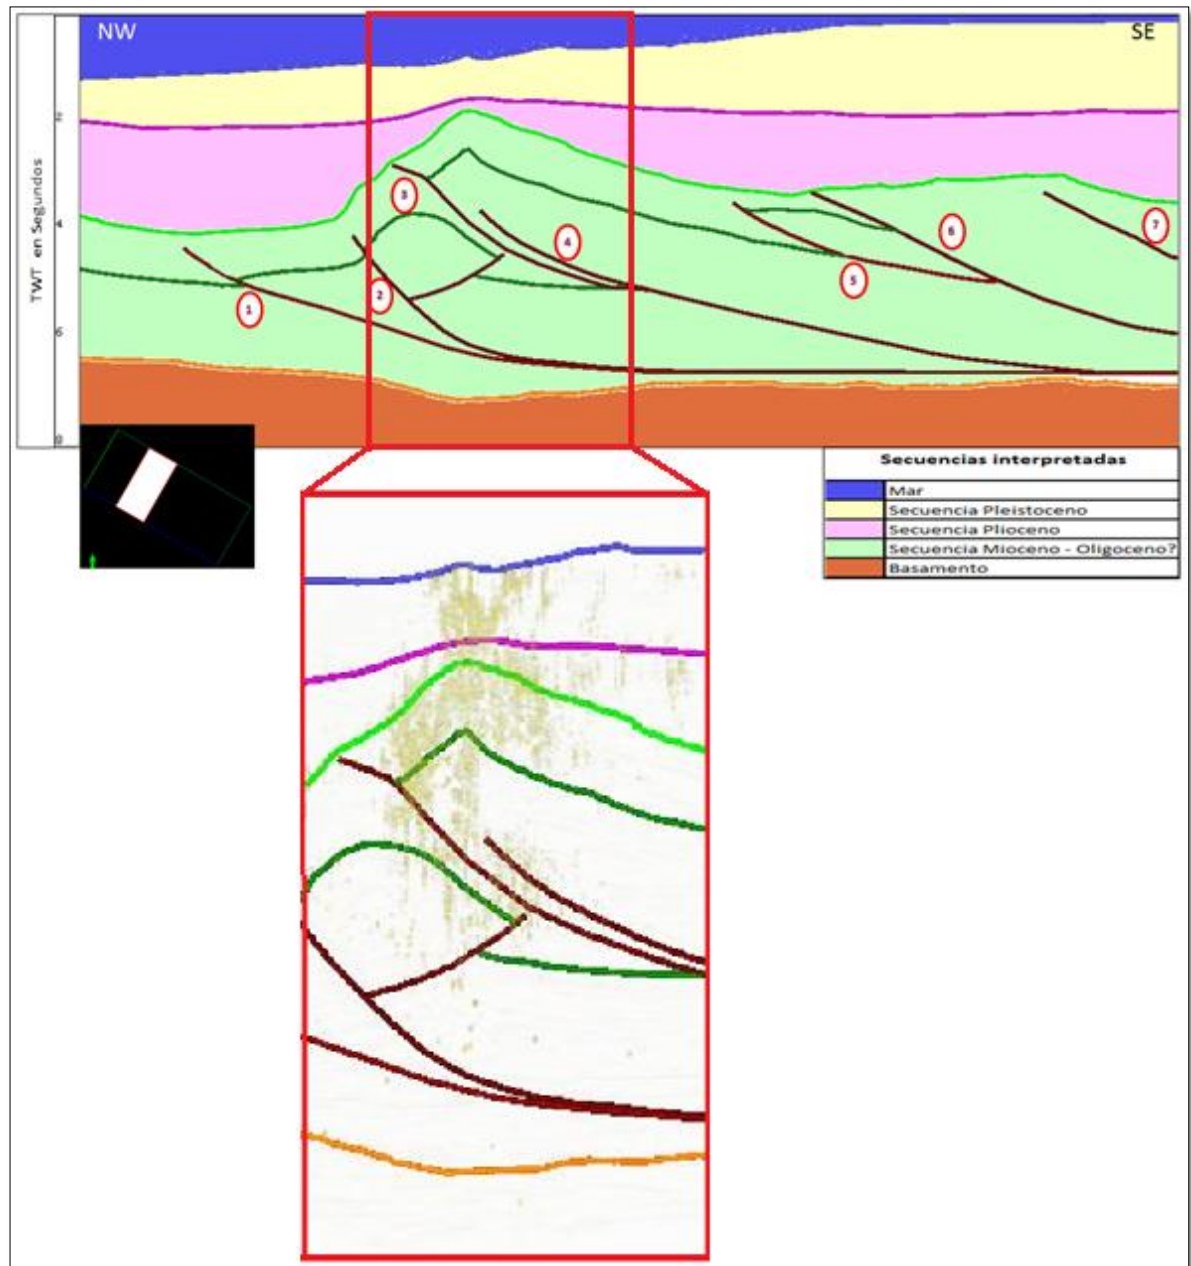 NW
SE
TWT en Segundos
2
4
6
8
1
2
3
4
5
6
7
Secuencias interpretadas
Mar
Secuencia Pleistoceno
Secuencia Plioceno
Secuencia Mioceno - Oligoceno?
Basamento